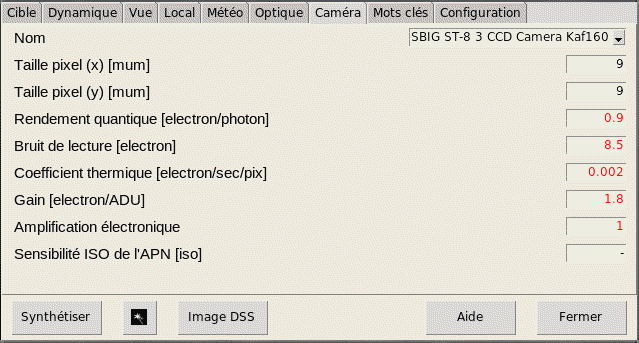 Cible Dynamique Vue Local Météo Optique Caméra Mots clés Configuration
Nom SBIG ST-8 3 CCD Camera Kaf160
Taille pixel (x) [mum] 9
Taille pixel (y) [mum] 9
Rendement quantique [electron/photon] 0.9
Bruit de lecture [electron] 8.5
Coefficient thermique [electron/sec/pix] 0.002
Gain [electron/ADU] 1.8
Amplification électronique 1
Sensibilité ISO de l'APN [iso] -
Synthétiser Image DSS Aide Fermer